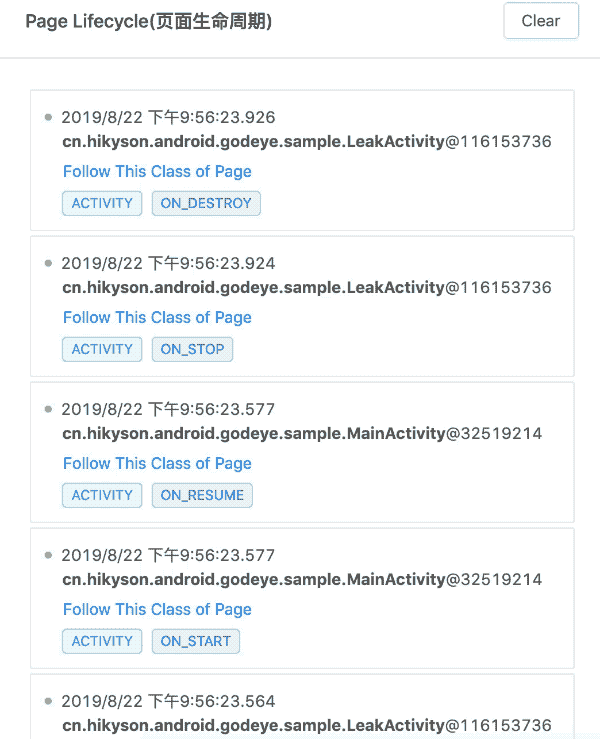 Page Lifecycle(页面生命周期)
Clear
2019/8/22 下午9:56:23.926
cn.hikyson.android.godeye.sample.LeakActivity@116153736
Follow This Class of Page
ACTIVITY ON_DESTROY
2019/8/22 下午9:56:23.924
cn.hikyson.android.godeye.sample.LeakActivity@116153736
Follow This Class of Page
ACTIVITY ON_STOP
2019/8/22 下午9:56:23.577
cn.hikyson.android.godeye.sample.MainActivity@32519214
Follow This Class of Page
ACTIVITY ON_RESUME
2019/8/22 下午9:56:23.577
cn.hikyson.android.godeye.sample.MainActivity@32519214
Follow This Class of Page
ACTIVITY ON_START
2019/8/22 下午9:56:23.564
cn.hikyson.android.godeye.sample.LeakActivity@116153736